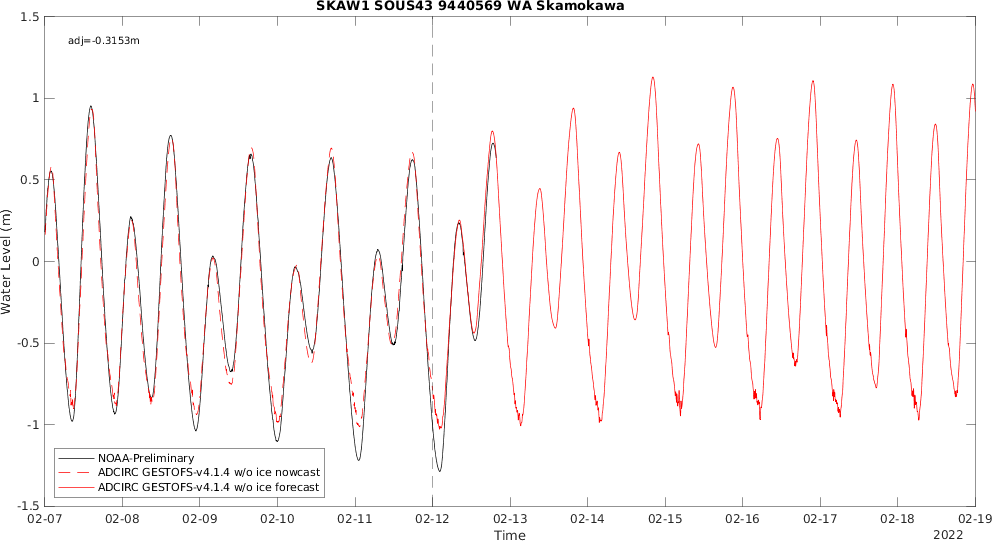 SKAW1 SOUS43 9440569 WA Skamokawa
adj=-0.3153m
Water Level (m)
1.5
1
0.5
0
-0.5
-1
-1.5
NOAA-Preliminary
ADCIRC GESTOFS-v4.1.4 w/o ice nowcast
ADCIRC GESTOFS-v4.1.4 w/o ice forecast
02-07 02-08 02-09 02-10 02-11 02-12 02-13 02-14 02-15 02-16 02-17 02-18 02-19
Time
2022